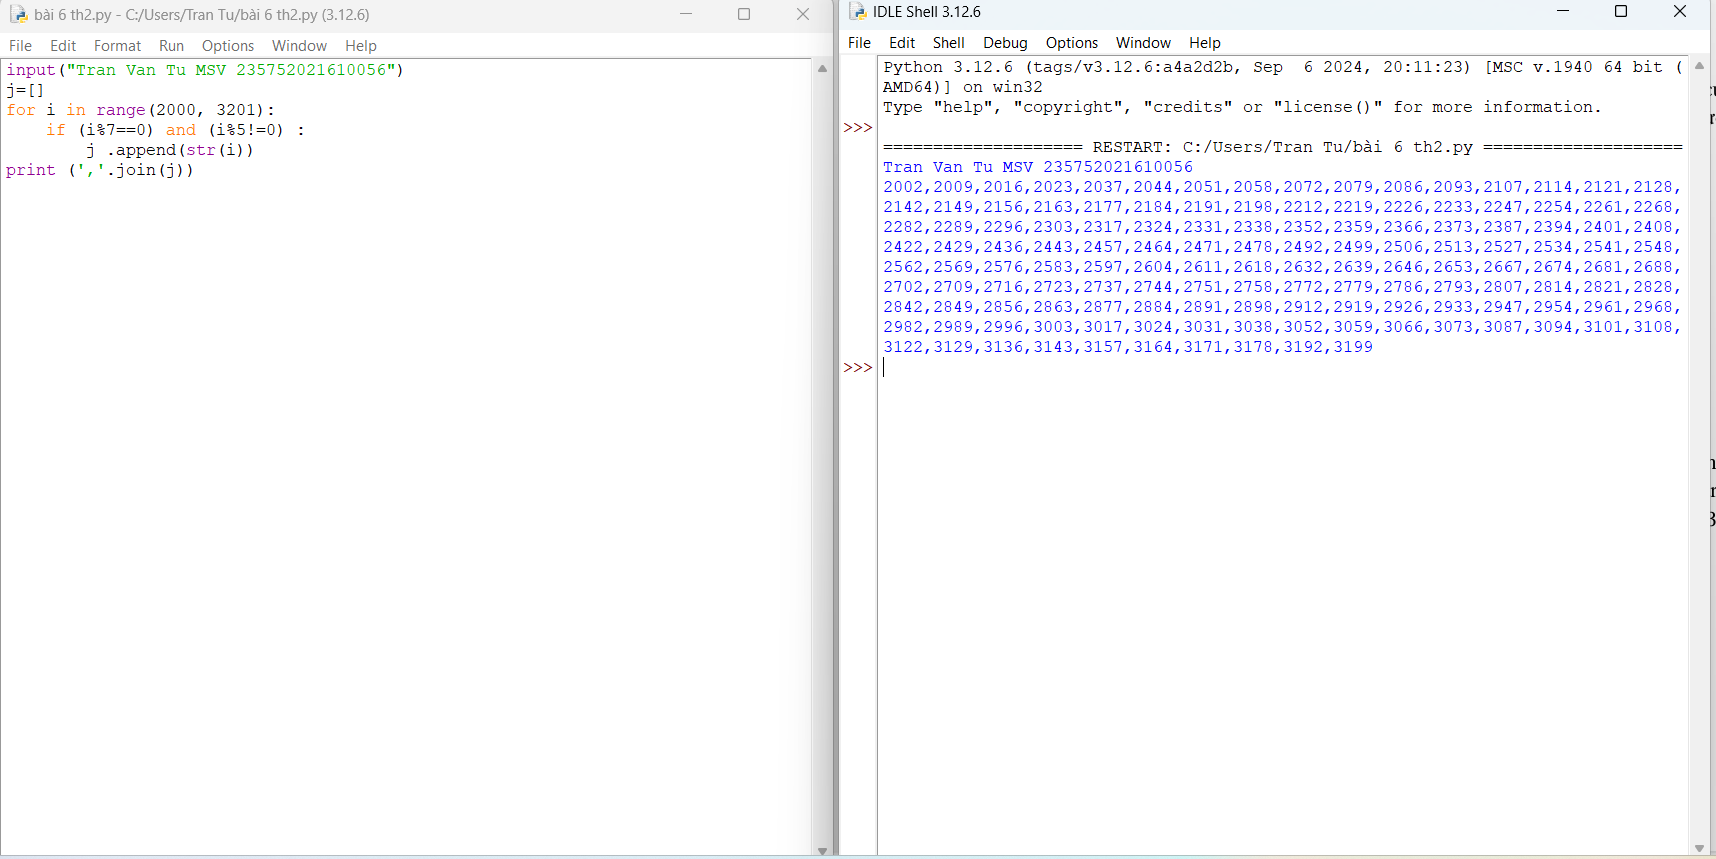 bài 6 th2.py - C:/Users/Tran Tu/bài 6 th2.py (3.12.6)
File Edit Format Run Options Window Help
input("Tran Van Tu MSV 235752021610056")
j=[]
for i in range(2000, 3201):
    if (i%7==0) and (i%5!=0) :
        j .append(str(i))
print (','.join(j))
IDLE Shell 3.12.6
File Edit Shell Debug Options Window Help
Python 3.12.6 (tags/v3.12.6:a4a2d2b, Sep  6 2024, 20:11:23) [MSC v.1940 64 bit (
AMD64)] on win32
Type "help", "copyright", "credits" or "license()" for more information.
>>>
==================== RESTART: C:/Users/Tran Tu/bài 6 th2.py ====================
Tran Van Tu MSV 235752021610056
2002,2009,2016,2023,2037,2044,2051,2058,2072,2079,2086,2093,2107,2114,2121,2128,
2142,2149,2156,2163,2177,2184,2191,2198,2212,2219,2226,2233,2247,2254,2261,2268,
2282,2289,2296,2303,2317,2324,2331,2338,2352,2359,2366,2373,2387,2394,2401,2408,
2422,2429,2436,2443,2457,2464,2471,2478,2492,2499,2506,2513,2527,2534,2541,2548,
2562,2569,2576,2583,2597,2604,2611,2618,2632,2639,2646,2653,2667,2674,2681,2688,
2702,2709,2716,2723,2737,2744,2751,2758,2772,2779,2786,2793,2807,2814,2821,2828,
2842,2849,2856,2863,2877,2884,2891,2898,2912,2919,2926,2933,2947,2954,2961,2968,
2982,2989,2996,3003,3017,3024,3031,3038,3052,3059,3066,3073,3087,3094,3101,3108,
3122,3129,3136,3143,3157,3164,3171,3178,3192,3199
>>>